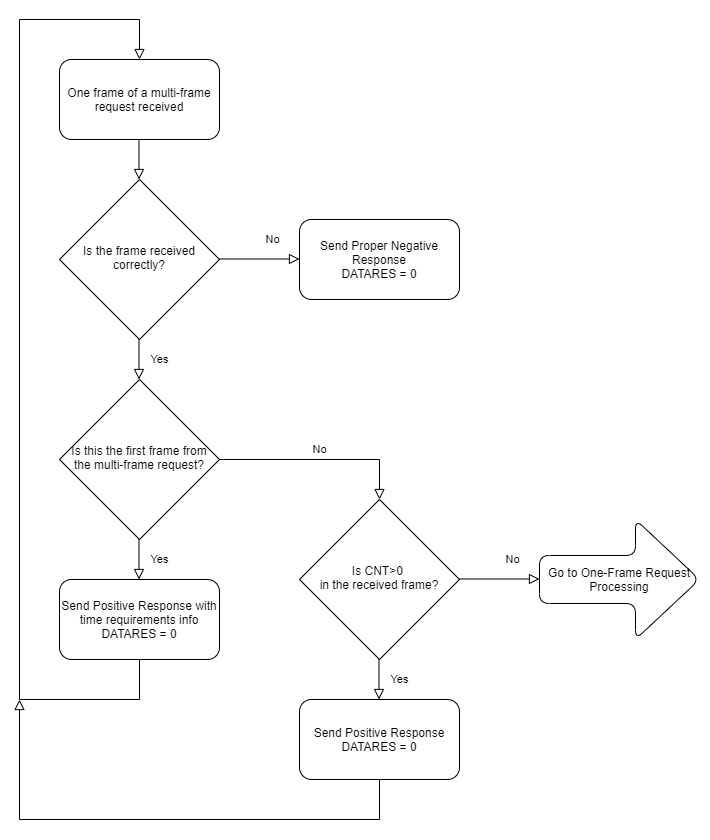 One frame of a multi-frame
request received
Is the frame received
correctly?
No
Send Proper Negative
Response
DATARES = 0
Yes
Is this the first frame from
the multi-frame request?
No
Yes
Is CNT>0
in the received frame?
No
Go to One-Frame Request
Processing
Send Positive Response with
time requirements info
DATARES = 0
Yes
Send Positive Response
DATARES = 0